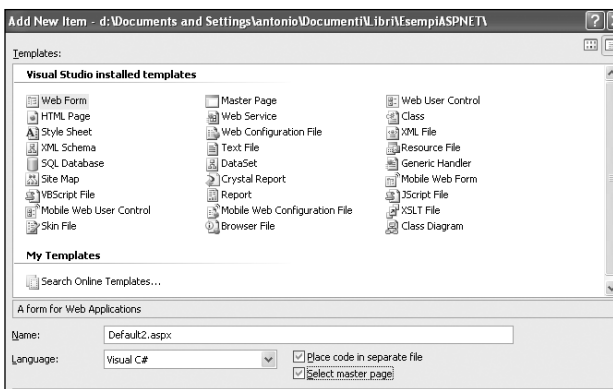 Add New Item - d:\Documents and Settings\antonio\Documenti\Libri\EsempiASPNET\
Templates:
Visual Studio installed templates
Web Form Master Page Web User Control
HTML Page Web Service Class
Style Sheet Web Configuration File XML File
XML Schema Text File Resource File
SQL Database DataSet Generic Handler
Site Map Crystal Report Mobile Web Form
VBScript File Report JScript File
Mobile Web User Control Mobile Web Configuration File XSLT File
Skin File Browser File Class Diagram
My Templates
Search Online Templates...
A form for Web Applications
Name: Default2.aspx
Language: Visual C# Place code in separate file
Select master page